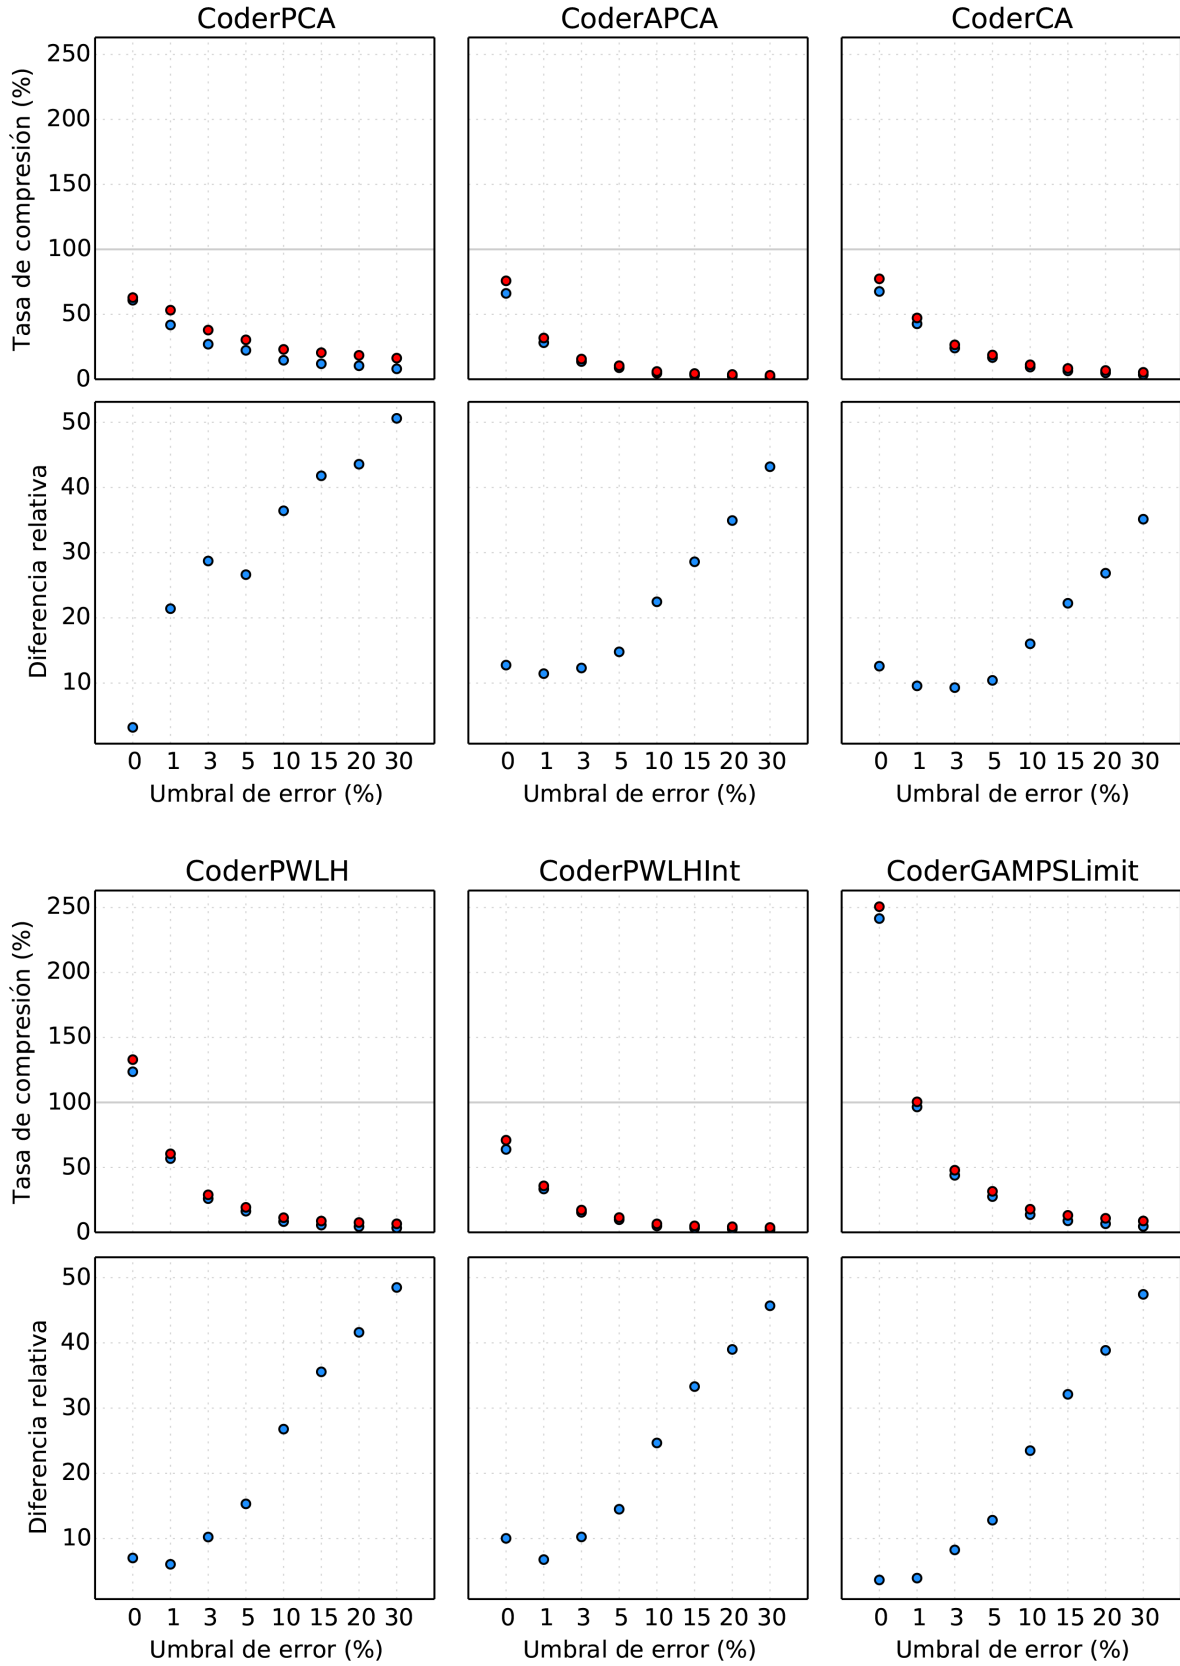 CoderPCA CoderAPCA CoderCA
Tasa de compresión (%)
250
200
150
100
50
0
Diferencia relativa
50
40
30
20
10
0 1 3 5 10 15 20 30 0 1 3 5 10 15 20 30 0 1 3 5 10 15 20 30
Umbral de error (%) Umbral de error (%) Umbral de error (%)
CoderPWLH CoderPWLHInt CoderGAMPSLimit
Tasa de compresión (%)
250
200
150
100
50
0
Diferencia relativa
50
40
30
20
10
0 1 3 5 10 15 20 30 0 1 3 5 10 15 20 30 0 1 3 5 10 15 20 30
Umbral de error (%) Umbral de error (%) Umbral de error (%)